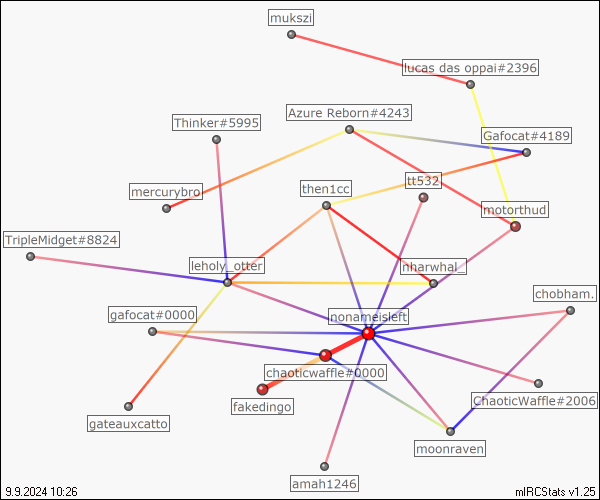 mukszi
lucas das oppai#2396
Azure Reborn#4243
Thinker#5995
Gafocat#4189
tt532
mercurybro
then1cc
motorthud
TripleMidget#8824
leholy_otter
narwhal_
chobham.
gafocat#0000
nonameisleft
chaoticwaffle#0000
ChaoticWaffle#2006
fakedingo
gateauxcatto
moonraven
amah1246
9.9.2024 10:26
mIRCStats v1.25